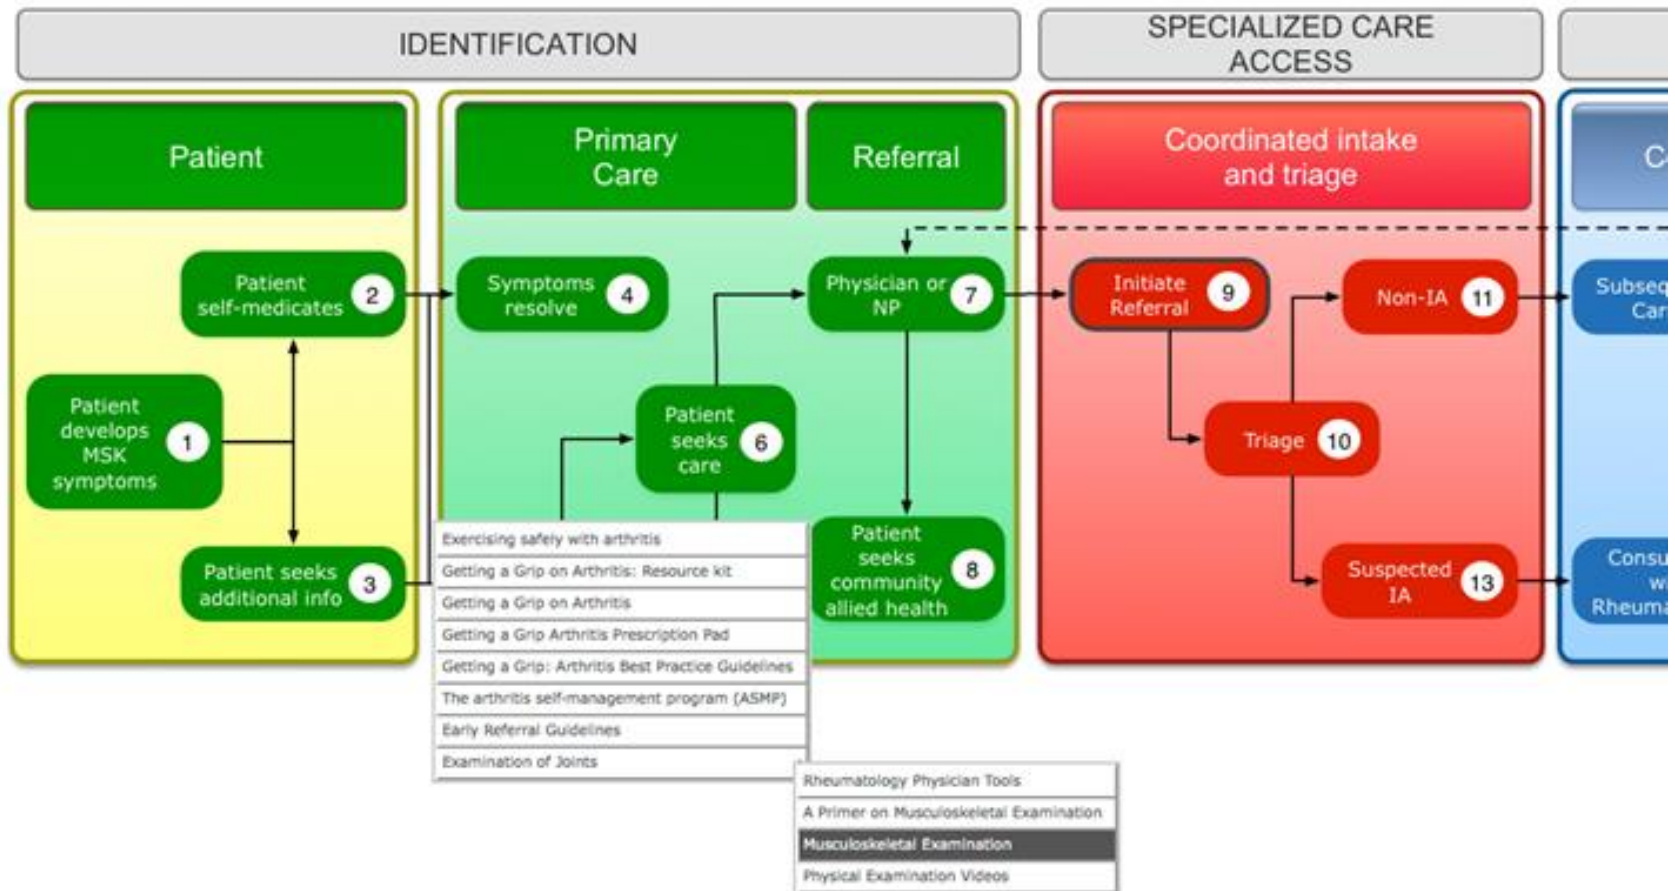 IDENTIFICATION
SPECIALIZED CARE
ACCESS
Patient
Primary
Care
Referral
Coordinated intake
and triage
Patient
self-medicates
2
Symptoms
resolve
4
Physician or
NP
7
Initiate
Referral
9
Non-IA
11
Patient
develops
MSK
symptoms
1
Patient
seeks
care
6
Triage
10
Patient seeks
additional info
3
Patient
seeks
community
allied health
8
Suspected
IA
13
Exercising safely with arthritis
Getting a Grip on Arthritis: Resource kit
Getting a Grip on Arthritis
Getting a Grip Arthritis Prescription Pad
Getting a Grip: Arthritis Best Practice Guidelines
The arthritis self-management program (ASMP)
Early Referral Guidelines
Examination of Joints
Rheumatology Physician Tools
A Primer on Musculoskeletal Examination
Musculoskeletal Examination
Physical Examination Videos